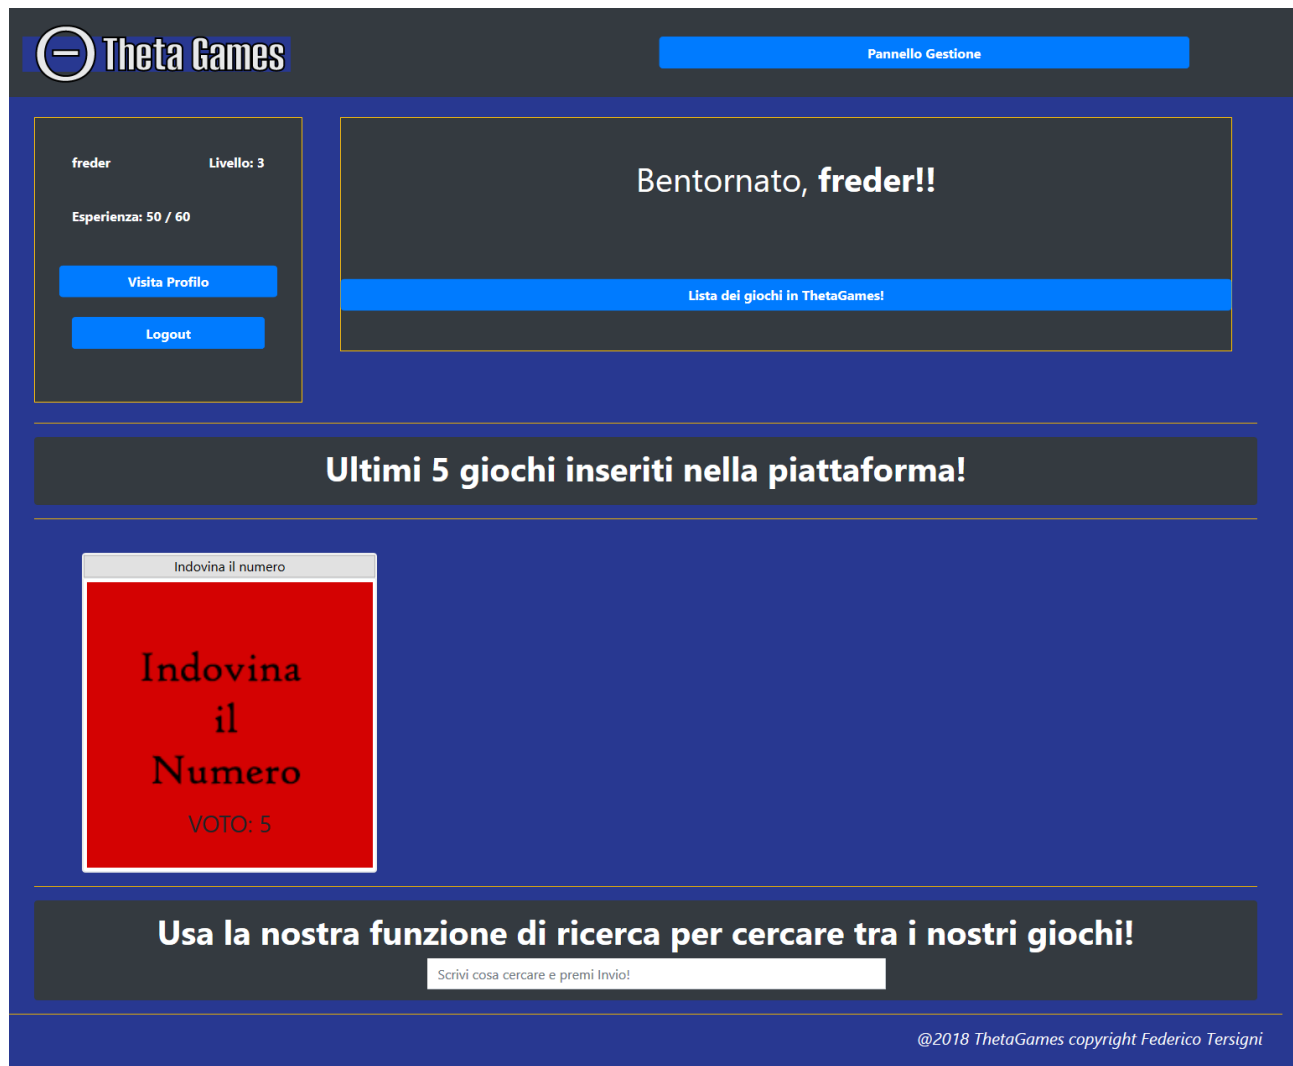 Theta Games
Pannello Gestione
freder
Livello: 3
Esperienza: 50 / 60
Visita Profilo
Logout
Bentornato, freder!!
Lista dei giochi in ThetaGames!
Ultimi 5 giochi inseriti nella piattaforma!
Indovina il numero
Indovina
il
Numero
VOTO: 5
Usa la nostra funzione di ricerca per cercare tra i nostri giochi!
Scrivi cosa cercare e premi Invio!
@2018 ThetaGames copyright Federico Tersigni